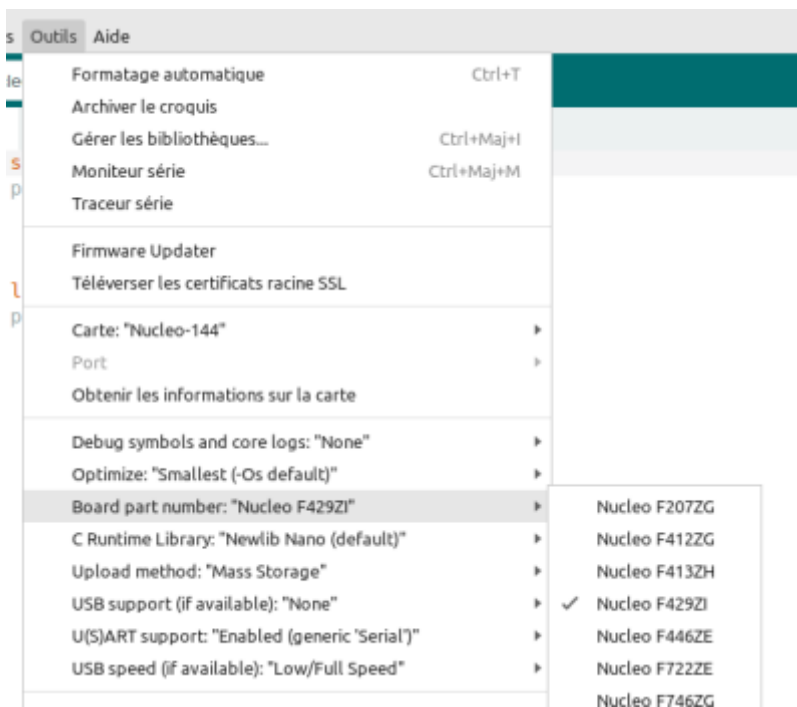 s Outils Aide
le
Formatage automatique Ctrl+T
Archiver le croquis
Gérer les bibliothèques... Ctrl+Maj+I
s
Moniteur série Ctrl+Maj+M
p
Traceur série
Firmware Updater
l
Téléverser les certificats racine SSL
p
Carte: "Nucleo-144"
Port
Obtenir les informations sur la carte
Debug symbols and core logs: "None"
Optimize: "Smallest (-Os default)"
Board part number: "Nucleo F429ZI"
C Runtime Library: "Newlib Nano (default)"
Upload method: "Mass Storage"
USB support (if available): "None"
U(S)ART support: "Enabled (generic 'Serial')"
USB speed (if available): "Low/Full Speed"
Nucleo F207ZG
Nucleo F412ZG
Nucleo F413ZH
Nucleo F429ZI
Nucleo F446ZE
Nucleo F722ZE
Nucleo F746ZG